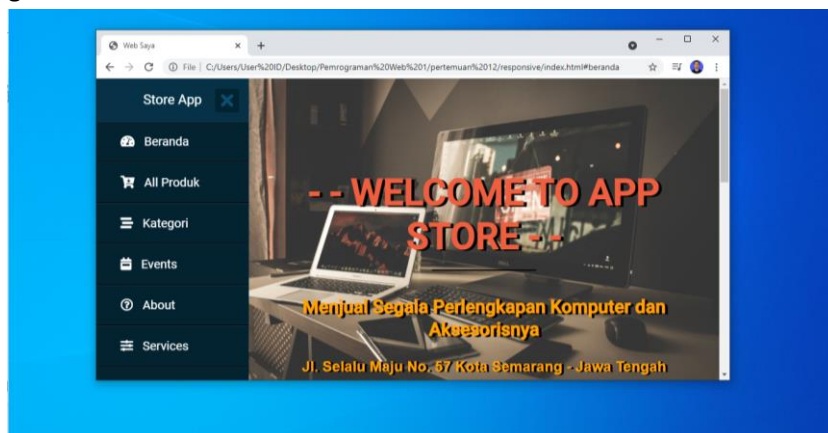 Web Saya
File | C:/Users/User%20ID/Desktop/Pemrograman%20Web%201/pertemuan%2012/responsive/index.html#beranda
Store App
Beranda
All Produk
Kategori
Events
About
Services
- - WELCOME TO APP
STORE - -
Menjual Segala Perlengkapan Komputer dan
Aksesorisnya
Jl. Selalu Maju No. 57 Kota Semarang - Jawa Tengah